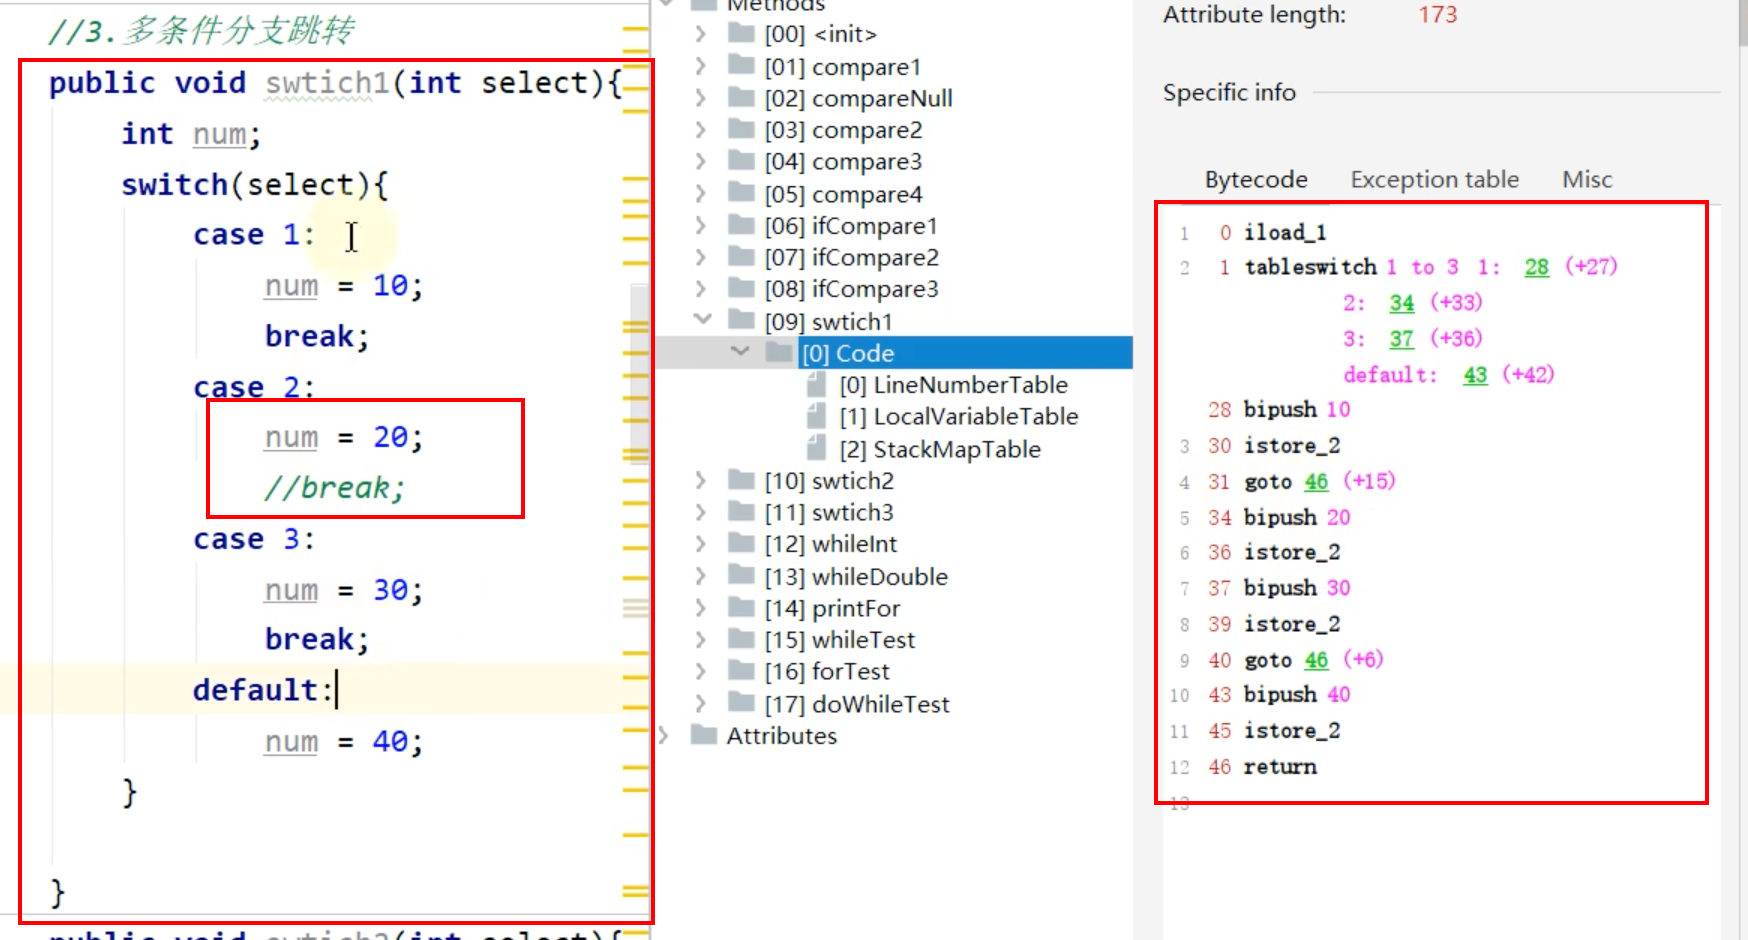 //3.多条件分支跳转
public void swtich1(int select){
int num;
switch(select){
case 1:
num = 10;
break;
case 2:
num = 20;
//break;
case 3:
num = 30;
break;
default:
num = 40;
}
}
public void swtich2(int select){
Methods
[00] <init>
[01] compare1
[02] compareNull
[03] compare2
[04] compare3
[05] compare4
[06] ifCompare1
[07] ifCompare2
[08] ifCompare3
[09] swtich1
[0] Code
[0] LineNumberTable
[1] LocalVariableTable
[2] StackMapTable
[10] swtich2
[11] swtich3
[12] whileInt
[13] whileDouble
[14] printFor
[15] whileTest
[16] forTest
[17] doWhileTest
Attributes
Attribute length: 173
Specific info
Bytecode Exception table Misc
1 0 iload_1
2 1 tableswitch 1 to 3 1: 28 (+27)
2: 34 (+33)
3: 37 (+36)
default: 43 (+42)
28 bipush 10
3 30 istore_2
4 31 goto 46 (+15)
5 34 bipush 20
6 36 istore_2
7 37 bipush 30
8 39 istore_2
9 40 goto 46 (+6)
10 43 bipush 40
11 45 istore_2
12 46 return
13